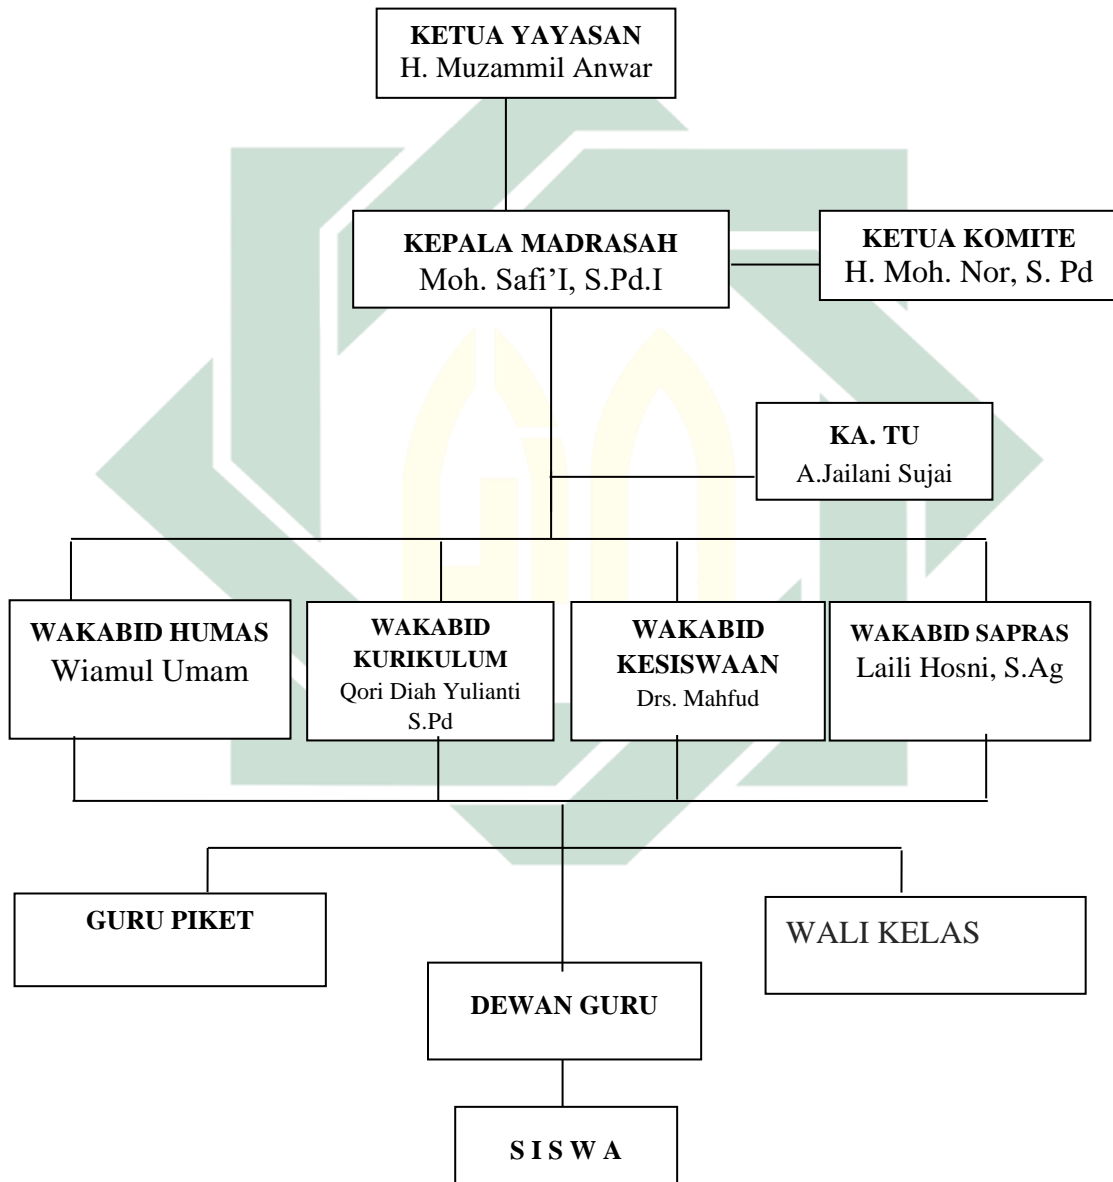 KETUA YAYASAN
H. Muzammil Anwar
KEPALA MADRASAH
Moh. Safi’I, S.Pd.I
KETUA KOMITE
H. Moh. Nor, S. Pd
KA. TU
A.Jailani Sujai
WAKABID HUMAS
Wiamul Umam
WAKABID
KURIKULUM
Qori Diah Yulianti
S.Pd
WAKABID
KESISWAAN
Drs. Mahfud
WAKABID SAPRAS
Laili Hosni, S.Ag
GURU PIKET
WALI KELAS
DEWAN GURU
S I S W A